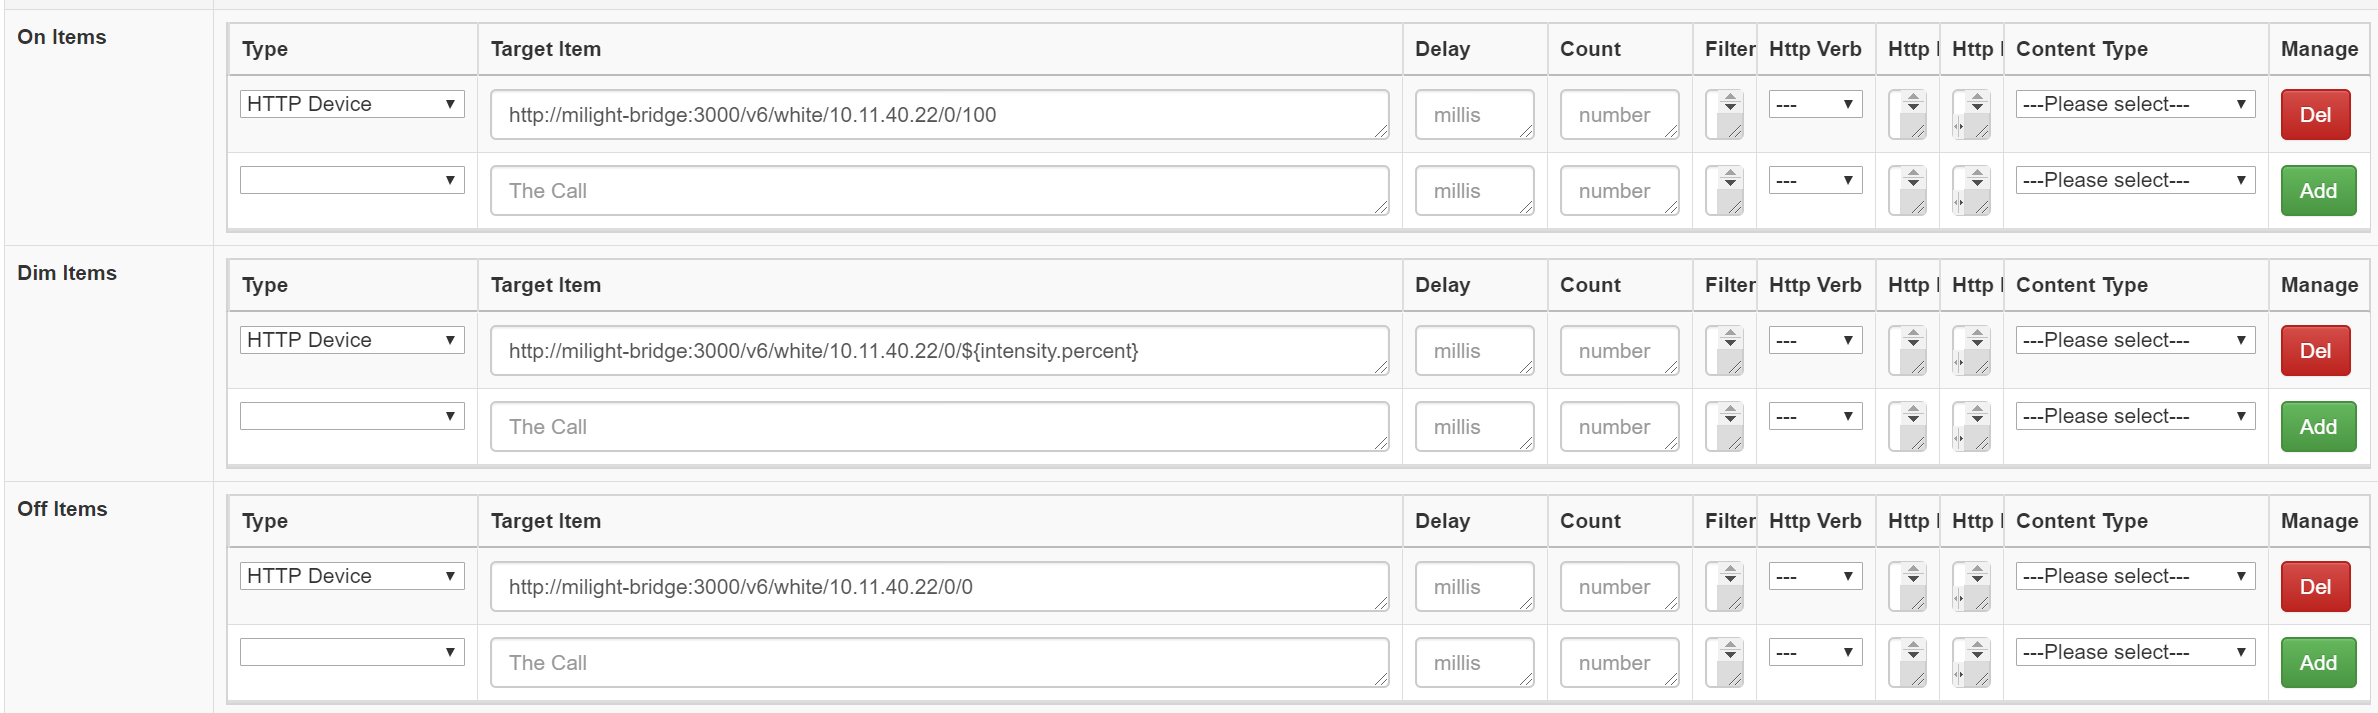 On Items
Type Target Item Delay Count Filter Http Verb Http Http Content Type Manage
HTTP Device http://milight-bridge:3000/v6/white/10.11.40.22/0/100 millis number --- ---Please select--- Del
The Call millis number --- ---Please select--- Add
Dim Items
Type Target Item Delay Count Filter Http Verb Http Http Content Type Manage
HTTP Device http://milight-bridge:3000/v6/white/10.11.40.22/0/${intensity.percent} millis number --- ---Please select--- Del
The Call millis number --- ---Please select--- Add
Off Items
Type Target Item Delay Count Filter Http Verb Http Http Content Type Manage
HTTP Device http://milight-bridge:3000/v6/white/10.11.40.22/0/0 millis number --- ---Please select--- Del
The Call millis number --- ---Please select--- Add